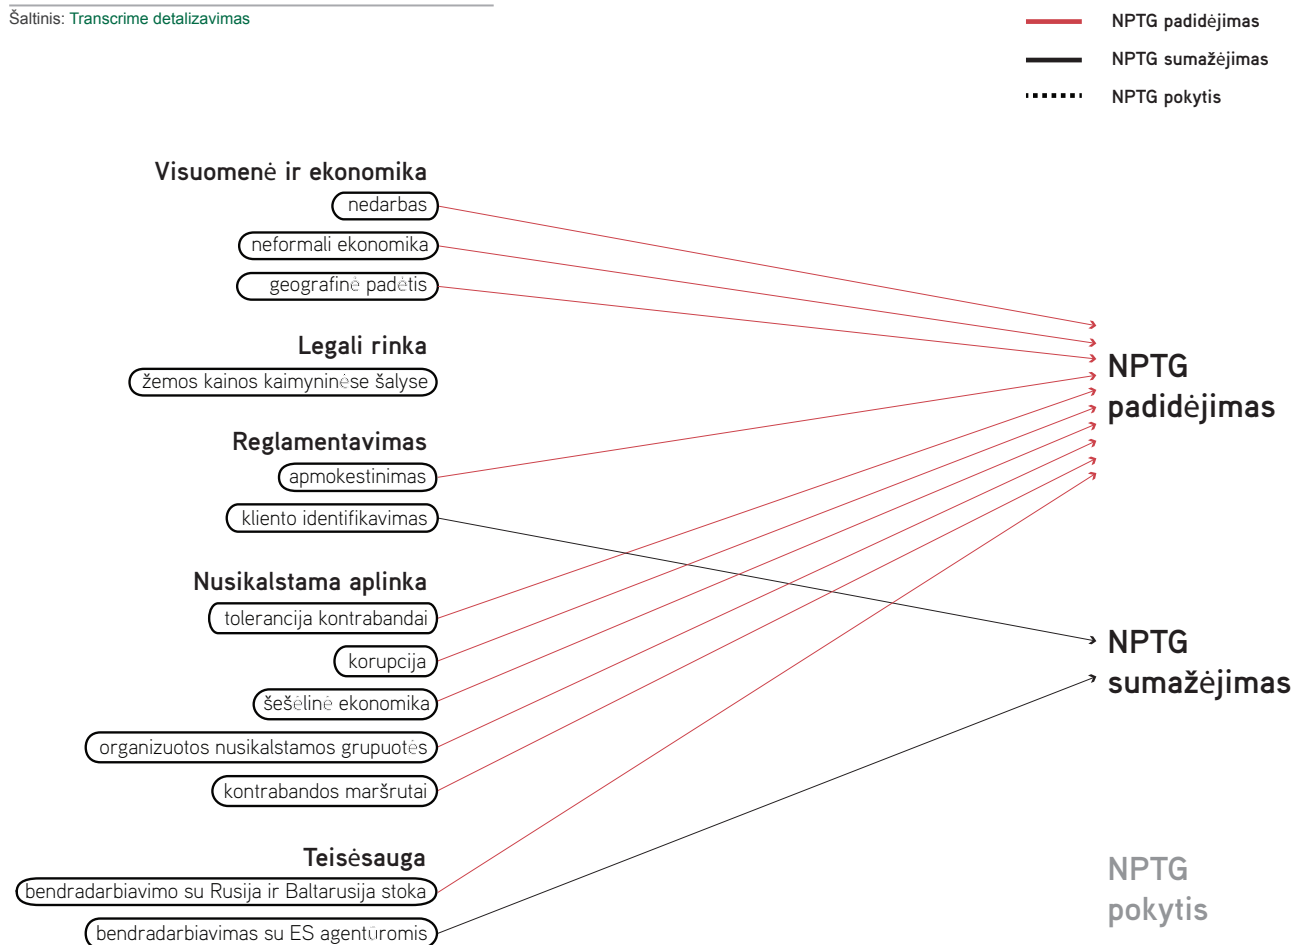 Šaltinis: Transcrime detalizavimas
NPTG padidėjimas
NPTG sumažėjimas
NPTG pokytis
Visuomenė ir ekonomika
nedarbas
neformali ekonomika
geografinė padėtis
Legali rinka
žemos kainos kaimyninėse šalyse
Reglamentavimas
apmokestinimas
kliento identifikavimas
Nusikalstama aplinka
tolerancija kontrabandai
korupcija
šešėlinė ekonomika
organizuotos nusikalstamos grupuotės
kontrabandos maršrutai
Teisėsauga
bendradarbiavimo su Rusija ir Baltarusija stoka
bendradarbiavimas su ES agentūromis
NPTG
padidėjimas
NPTG
sumažėjimas
NPTG
pokytis